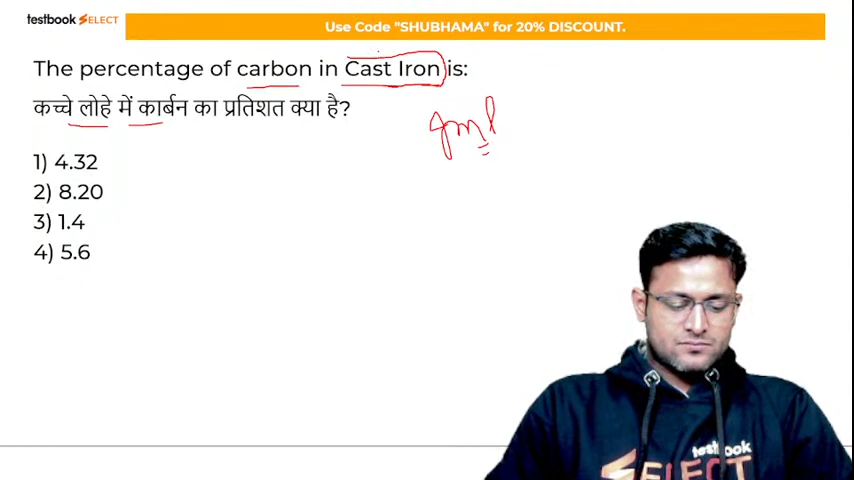 testbook SELECT
Use Code "SHUBHAMA" for 20% DISCOUNT.
The percentage of carbon in Cast Iron is:
कच्चे लोहे में कार्बन का प्रतिशत क्या है?
1) 4.32
2) 8.20
3) 1.4
4) 5.6
testbook
SELECT